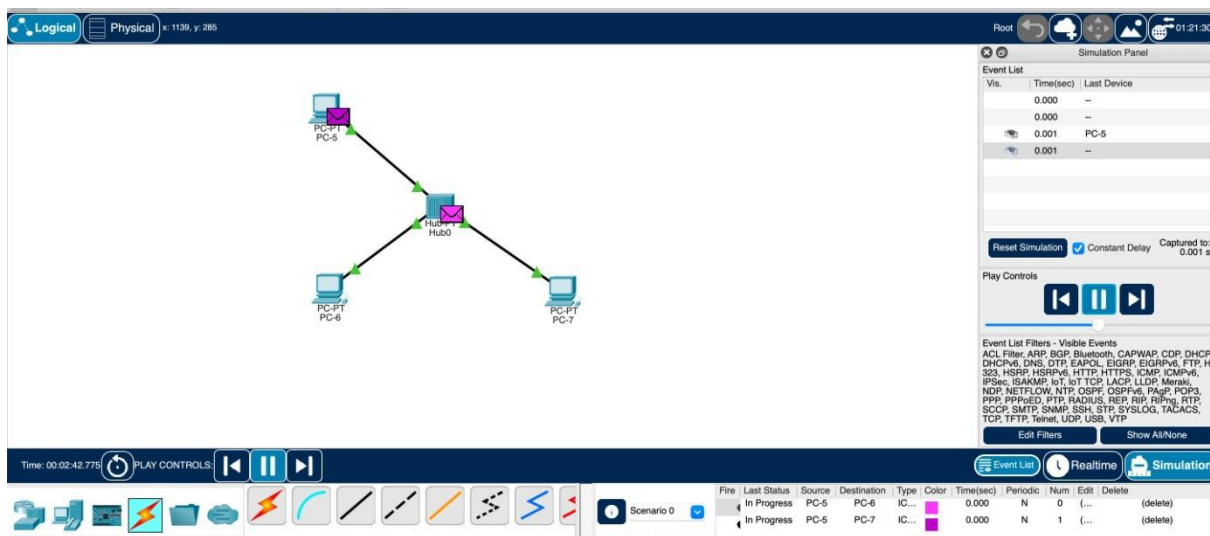 Logical Physical x: 1139, y: 285 Root 01:21:30
Simulation Panel
Event List
Vis. Time(sec) Last Device
0.000 --
0.000 --
0.001 PC-5
0.001 --
PC-PT
PC-5
Hub-PT
Hub0
PC-PT
PC-6
PC-PT
PC-7
Reset Simulation Constant Delay Captured to:
0.001 s
Play Controls
Event List Filters - Visible Events
ACL Filter, ARP, BGP, Bluetooth, CAPWAP, CDP, DHCP
DHCPv6, DNS, DTP, EAPOL, EIGRP, EIGRPv6, FTP, H
323, HSRP, HSRPv6, HTTP, HTTPS, ICMP, ICMPv6,
IPSec, ISAKMP, IoT, IoT TCP, LACP, LLDP, Meraki,
NDP, NETFLOW, NTP, OSPF, OSPFv6, PAgP, POP3,
PPP, PPPoED, PTP, RADIUS, REP, RIP, RIPng, RTP,
SCCP, SMTP, SNMP, SSH, STP, SYSLOG, TACACS,
TCP, TFTP, Telnet, UDP, USB, VTP
Edit Filters Show All/None
Time: 00:02:42.775 PLAY CONTROLS: Event List Realtime Simulation
Scenario 0
Fire Last Status Source Destination Type Color Time(sec) Periodic Num Edit Delete
In Progress PC-5 PC-6 IC... 0.000 N 0 (... (delete)
In Progress PC-5 PC-7 IC... 0.000 N 1 (... (delete)